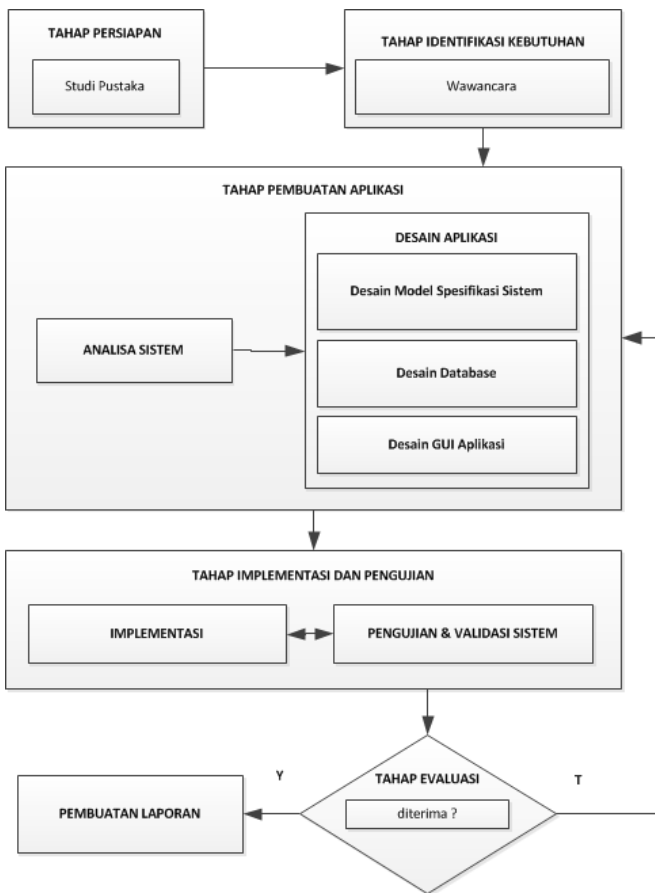 TAHAP PERSIAPAN
Studi Pustaka
TAHAP IDENTIFIKASI KEBUTUHAN
Wawancara
TAHAP PEMBUATAN APLIKASI
ANALISA SISTEM
DESAIN APLIKASI
Desain Model Spesifikasi Sistem
Desain Database
Desain GUI Aplikasi
TAHAP IMPLEMENTASI DAN PENGUJIAN
IMPLEMENTASI
PENGUJIAN & VALIDASI SISTEM
TAHAP EVALUASI
diterima ?
Y
T
PEMBUATAN LAPORAN